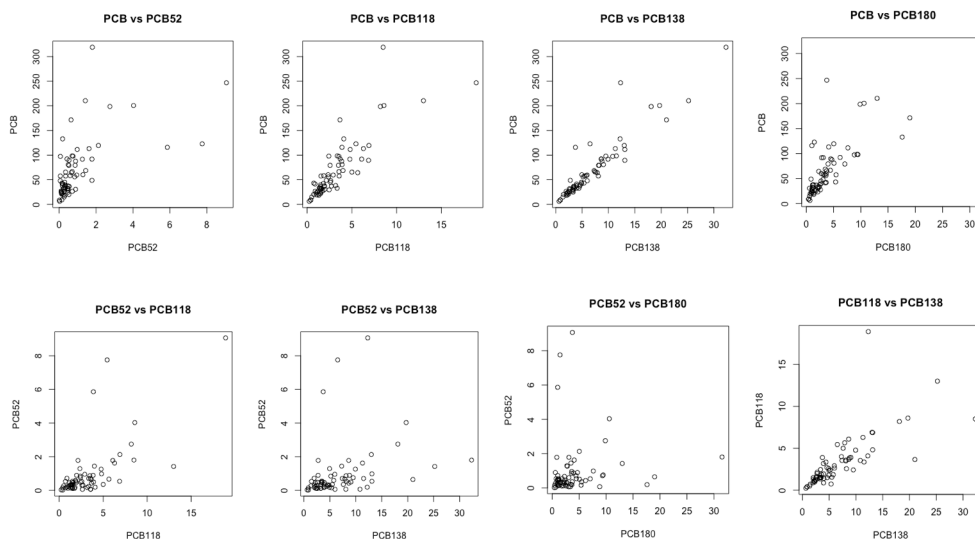 PCB vs PCB52
PCB
0 50 100 150 200 250 300
0 2 4 6 8
PCB52
PCB vs PCB118
PCB
0 50 100 150 200 250 300
0 5 10 15
PCB118
PCB vs PCB138
PCB
0 50 100 150 200 250 300
0 5 10 15 20 25 30
PCB138
PCB vs PCB180
PCB
0 50 100 150 200 250 300
0 5 10 15 20 25 30
PCB180
PCB52 vs PCB118
PCB52
0 2 4 6 8
0 5 10 15
PCB118
PCB52 vs PCB138
PCB52
0 2 4 6 8
0 5 10 15 20 25 30
PCB138
PCB52 vs PCB180
PCB52
0 2 4 6 8
0 5 10 15 20 25 30
PCB180
PCB118 vs PCB138
PCB118
0 5 10 15
0 5 10 15 20 25 30
PCB138